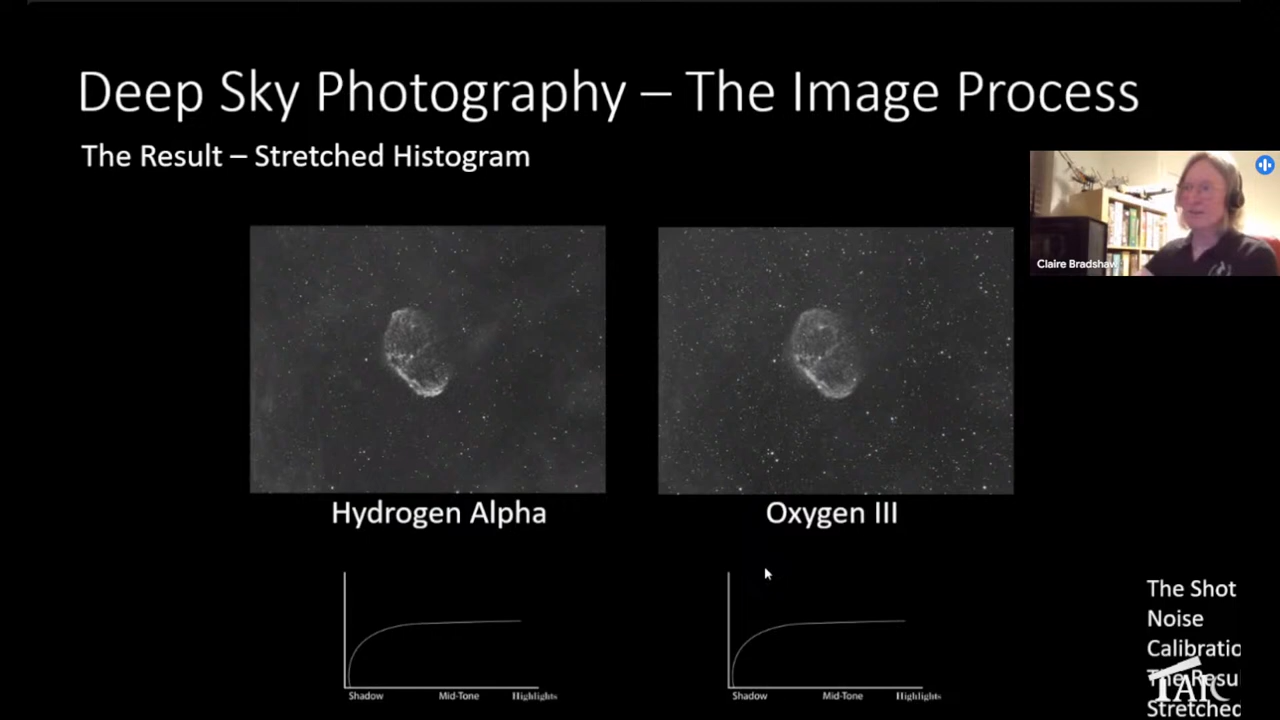 Deep Sky Photography – The Image Process
The Result – Stretched Histogram
Claire Bradshaw
Hydrogen Alpha
Oxygen III
Shadow
Mid-Tone
Highlights
Shadow
Mid-Tone
Highlights
The Shot
Noise
Calibratio
The Resu
Stretched